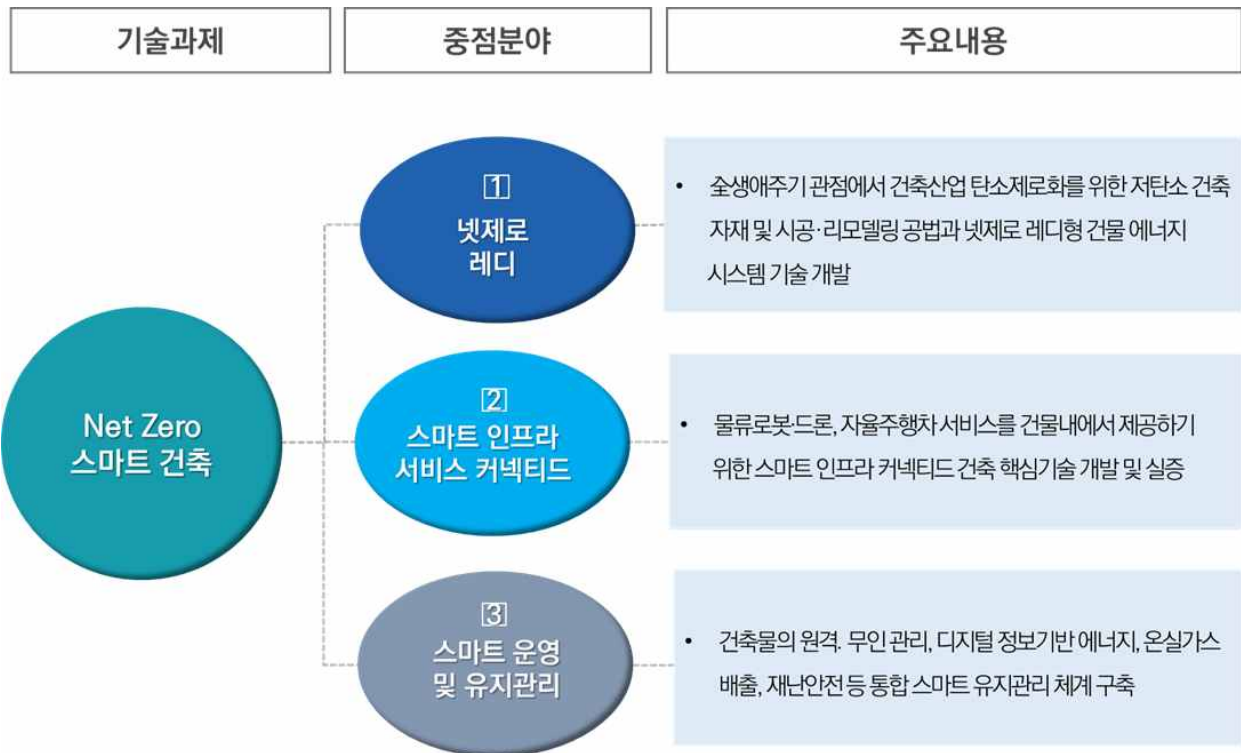 기술과제
중점분야
주요내용
Net Zero
스마트 건축
1
넷제로
레디
• 全생애주기 관점에서 건축산업 탄소제로화를 위한 저탄소 건축
자재 및 시공·리모델링 공법과 넷제로 레디형 건물 에너지
시스템 기술 개발
2
스마트 인프라
서비스 커넥티드
• 물류로봇·드론, 자율주행차 서비스를 건물내에서 제공하기
위한 스마트 인프라 커넥티드 건축 핵심기술 개발 및 실증
3
스마트 운영
및 유지관리
• 건축물의 원격. 무인 관리, 디지털 정보기반 에너지, 온실가스
배출, 재난안전 등 통합 스마트 유지관리 체계 구축